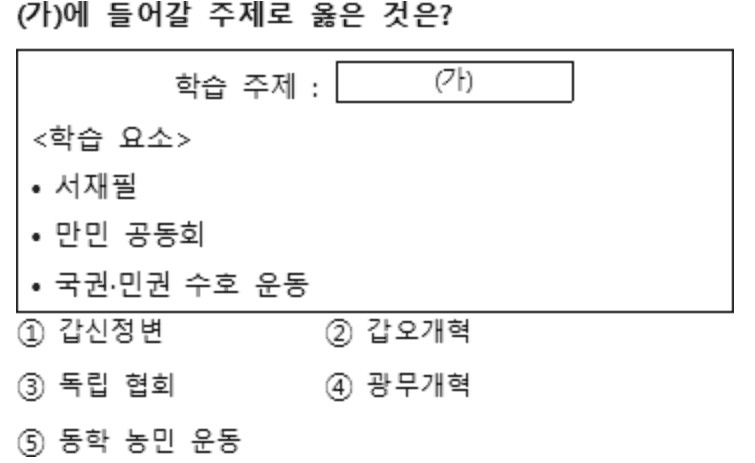 (가)에 들어갈 주제로 옳은 것은?
학습 주제 : (가)
<학습 요소>
• 서재필
• 만민 공동회
• 국권·민권 수호 운동
① 갑신정변 ② 갑오개혁
③ 독립 협회 ④ 광무개혁
⑤ 동학 농민 운동